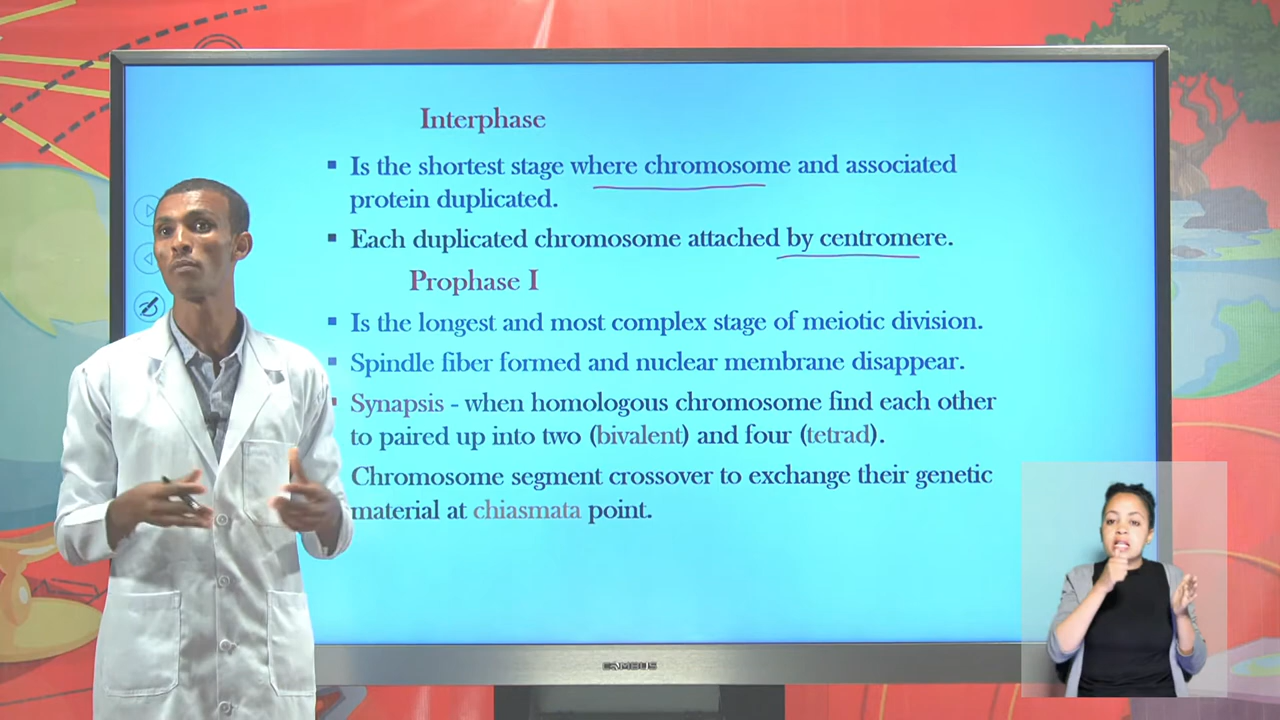 Interphase
▪ Is the shortest stage where chromosome and associated
protein duplicated.
▪ Each duplicated chromosome attached by centromere.
Prophase I
▪ Is the longest and most complex stage of meiotic division.
▪ Spindle fiber formed and nuclear membrane disappear.
▪ Synapsis - when homologous chromosome find each other
to paired up into two (bivalent) and four (tetrad).
Chromosome segment crossover to exchange their genetic
material at chiasmata point.